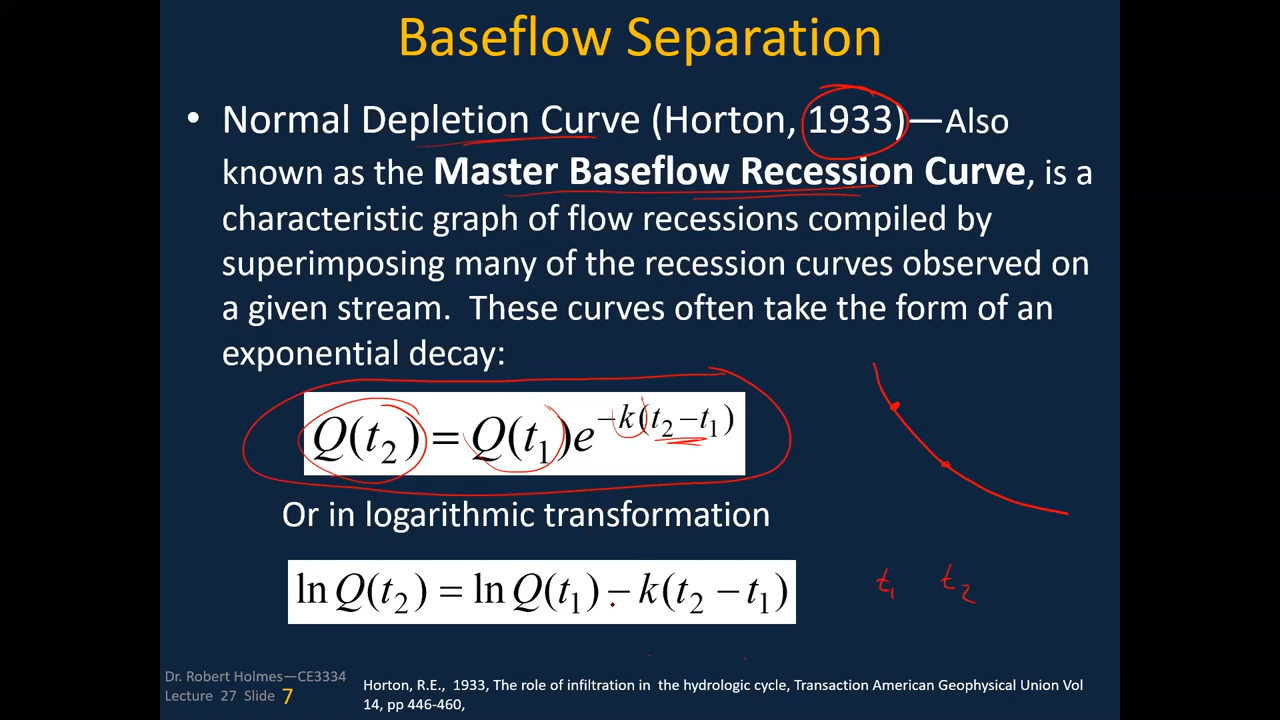 Baseflow Separation
• Normal Depletion Curve (Horton, 1933)—Also
known as the Master Baseflow Recession Curve, is a
characteristic graph of flow recessions compiled by
superimposing many of the recession curves observed on
a given stream.  These curves often take the form of an
exponential decay:
Q(t₂) = Q(t₁)e^{−k(t₂−t₁)}
Or in logarithmic transformation
ln Q(t₂) = ln Q(t₁) − k(t₂ − t₁)
t₁ t₂
Dr. Robert Holmes—CE3334
Lecture 27 Slide 7
Horton, R.E., 1933, The role of infiltration in the hydrologic cycle, Transaction American Geophysical Union Vol
14, pp 446-460,